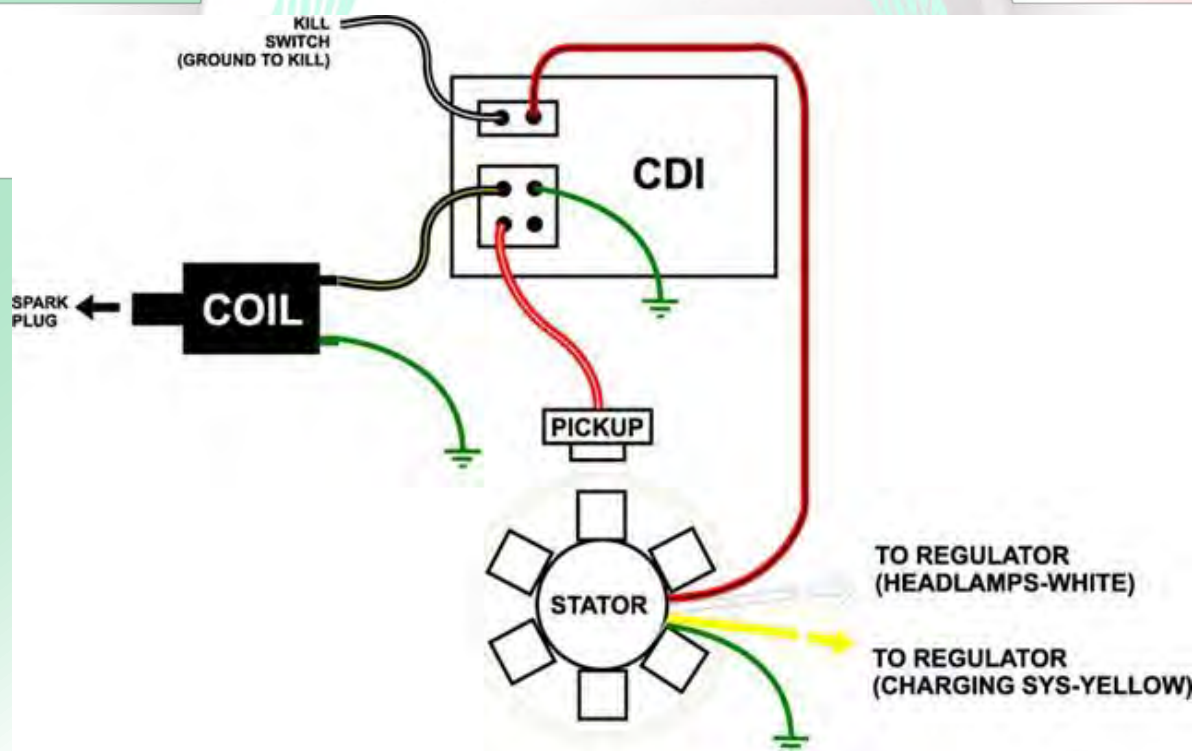 KILL
SWITCH
(GROUND TO KILL)
CDI
SPARK
PLUG
COIL
PICKUP
STATOR
TO REGULATOR
(HEADLAMPS-WHITE)
TO REGULATOR
(CHARGING SYS-YELLOW)